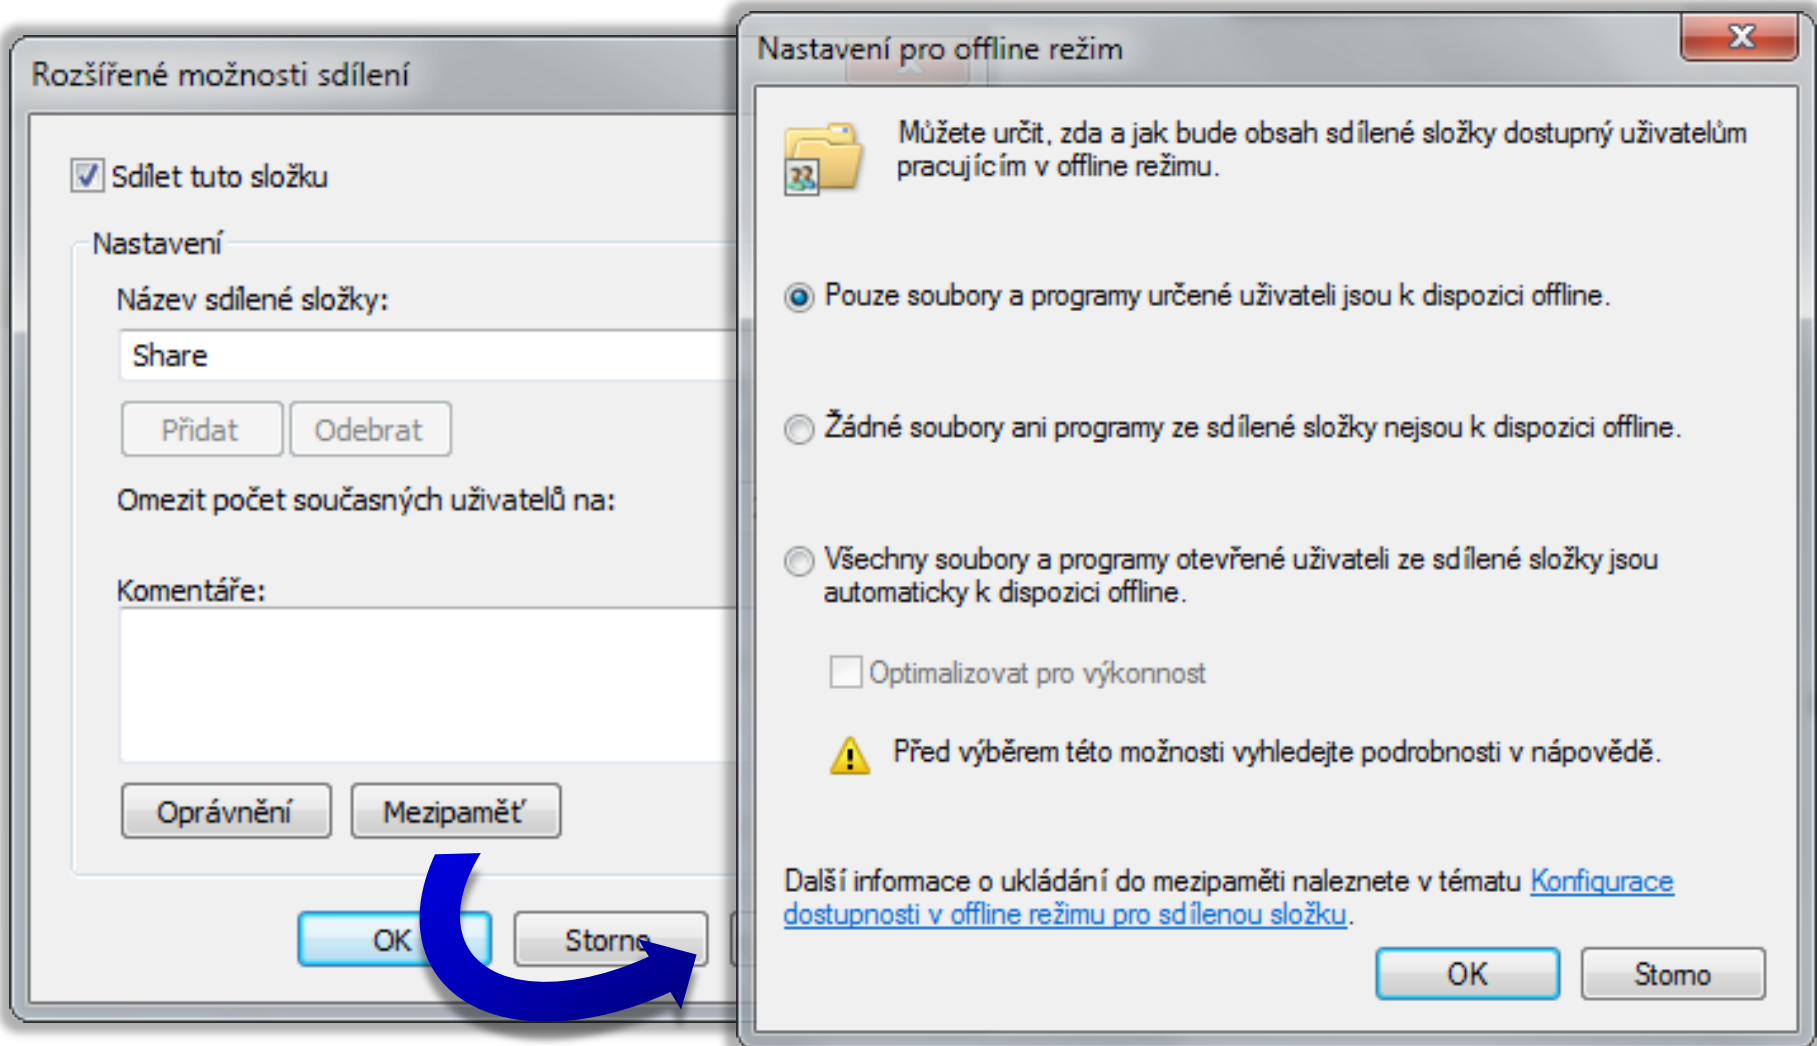 Rozšířené možnosti sdílení
Sdílet tuto složku
Nastavení
Název sdílené složky:
Share
Přidat
Odebrat
Omezit počet současných uživatelů na:
Komentáře:
Oprávnění
Mezipaměť
OK
Storno
Nastavení pro offline režim
Můžete určit, zda a jak bude obsah sdílené složky dostupný uživatelům
pracujícím v offline režimu.
Pouze soubory a programy určené uživateli jsou k dispozici offline.
Žádné soubory ani programy ze sdílené složky nejsou k dispozici offline.
Všechny soubory a programy otevřené uživateli ze sdílené složky jsou
automaticky k dispozici offline.
Optimalizovat pro výkonnost
Před výběrem této možnosti vyhledejte podrobnosti v nápovědě.
Další informace o ukládání do mezipaměti naleznete v tématu Konfigurace
dostupnosti v offline režimu pro sdílenou složku.
OK
Storno